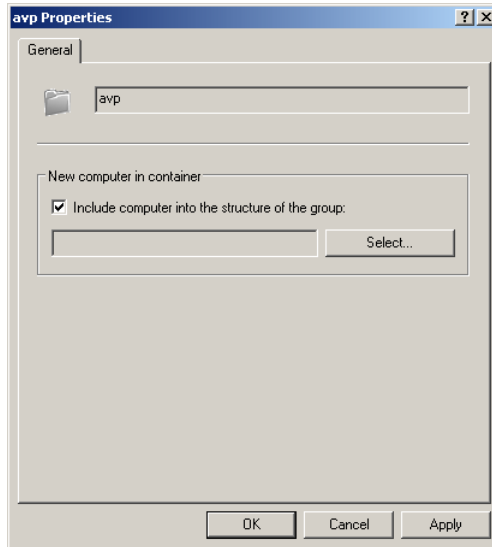 avp Properties
General
avp
New computer in container
Include computer into the structure of the group:
Select...
OK Cancel Apply